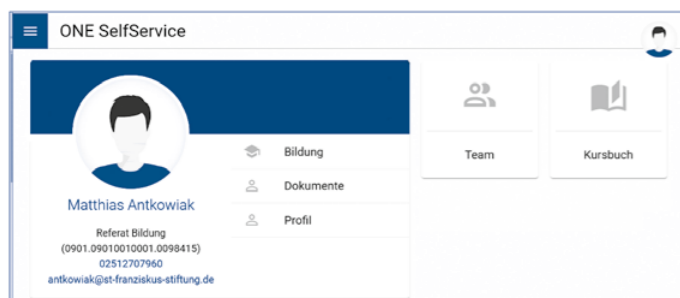 ONE SelfService
Bildung
Dokumente
Profil
Matthias Antkowiak
Referat Bildung
(0901.09010010001.0098415)
02512707960
antkowiak@st-franziskus-stiftung.de
Team
Kursbuch